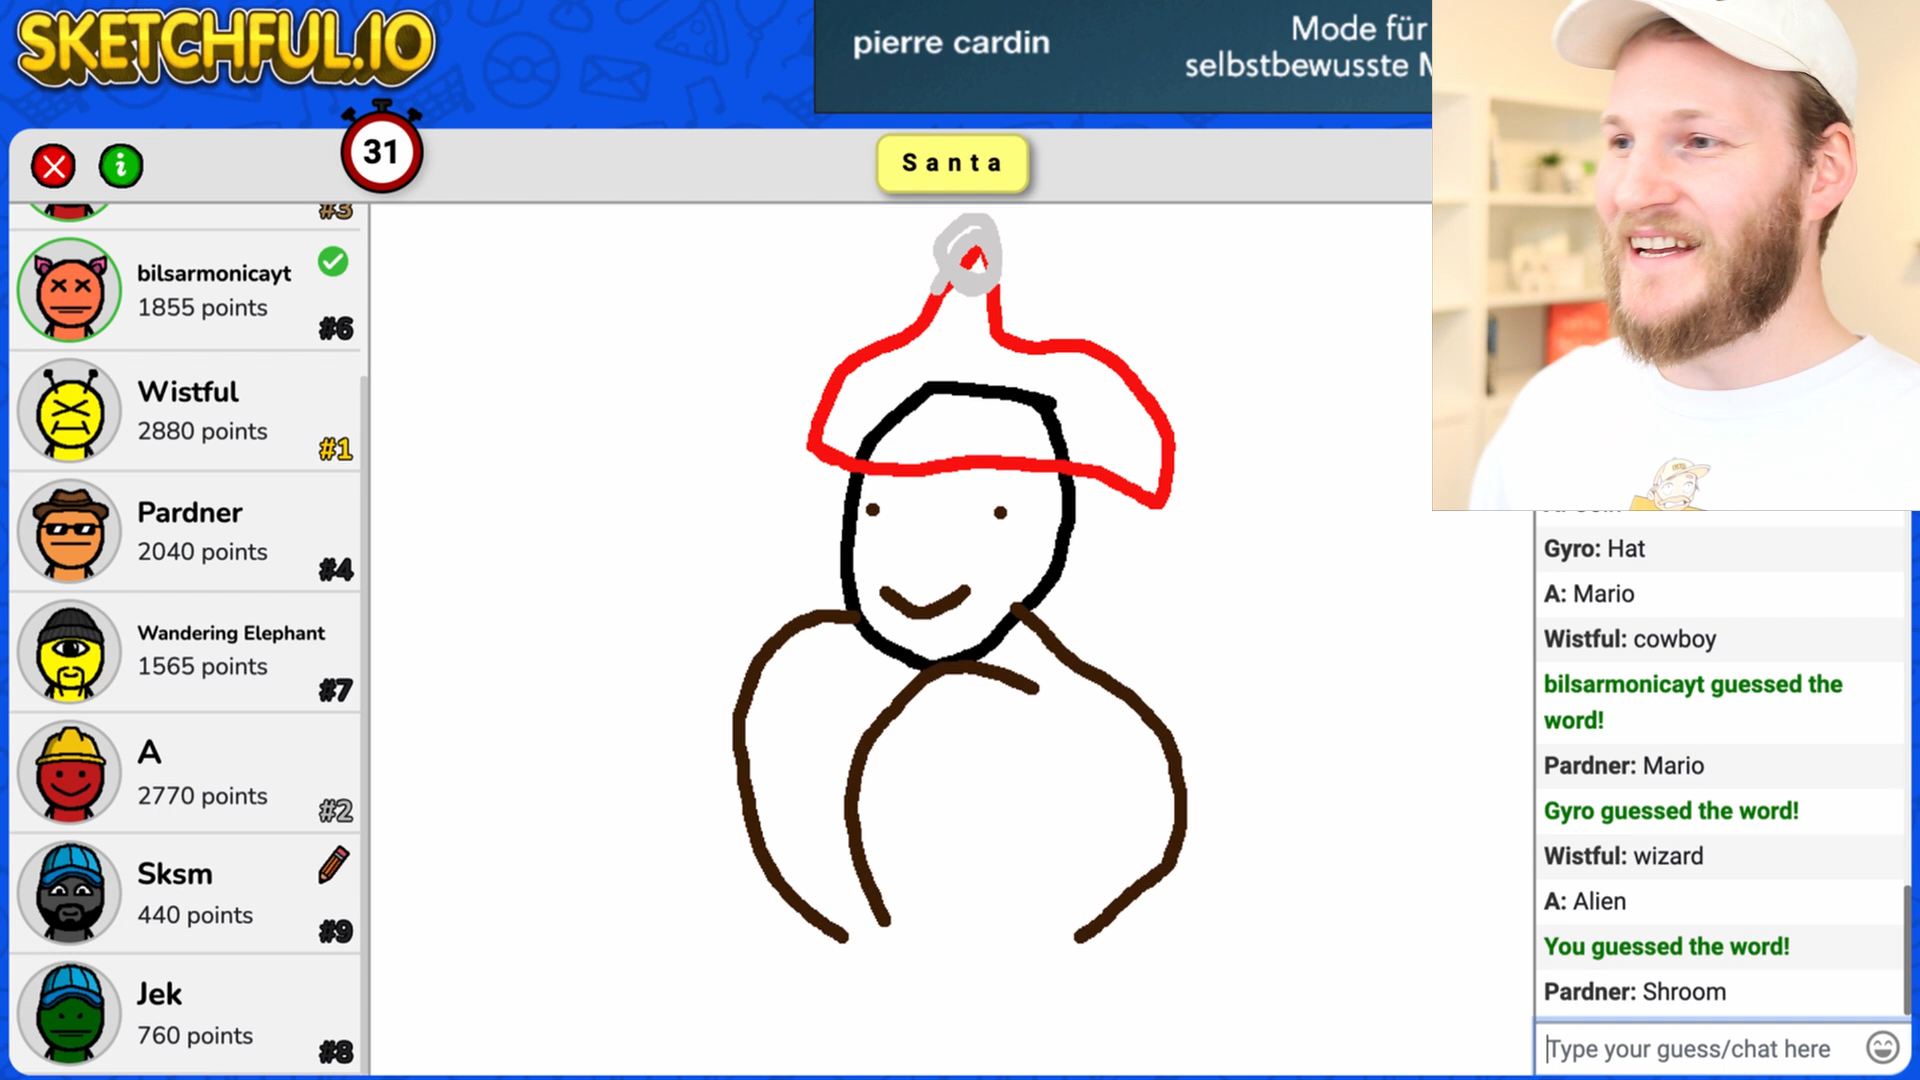 SKETCHFUL.IO
pierre cardin
Mode für
selbstbewusste M
31
Santa
#3
bilsarmonicayt
1855 points
#6
Wistful
2880 points
#1
Pardner
2040 points
#4
Wandering Elephant
1565 points
#7
A
2770 points
#2
Sksm
440 points
#9
Jek
760 points
#8
Gyro: Hat
A: Mario
Wistful: cowboy
bilsarmonicayt guessed the
word!
Pardner: Mario
Gyro guessed the word!
Wistful: wizard
A: Alien
You guessed the word!
Pardner: Shroom
Type your guess/chat here